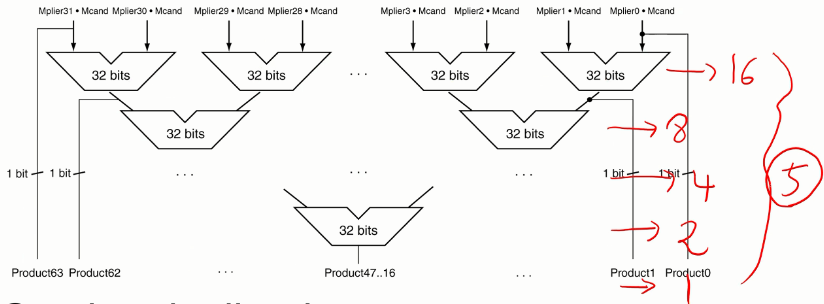 Mplier31 • Mcand Mplier30 • Mcand Mplier29 • Mcand Mplier28 • Mcand Mplier3 • Mcand Mplier2 • Mcand Mplier1 • Mcand Mplier0 • Mcand
32 bits 32 bits . . . 32 bits 32 bits → 16
32 bits 32 bits → 8
1 bit 1 bit . . . . . . 1 bit 1 bit → 4 5
32 bits → 2
Product63 Product62 . . . Product47..16 . . . Product1 Product0
→ 1